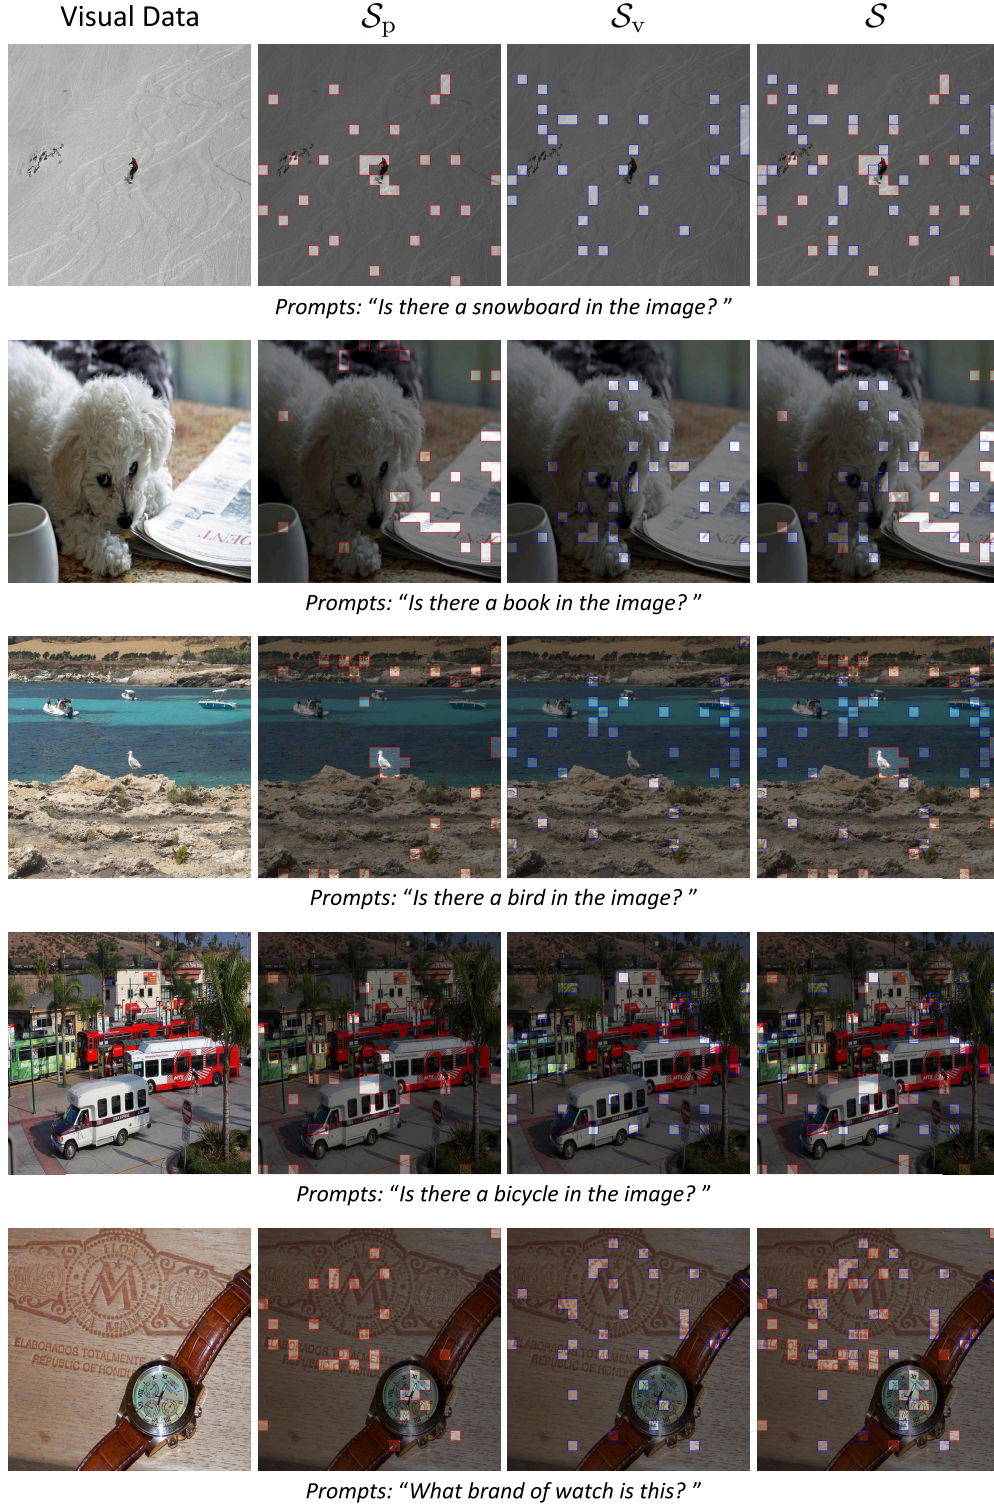 Visual Data 𝒮p 𝒮v 𝒮
Prompts: “Is there a snowboard in the image? ”
Prompts: “Is there a book in the image? ”
Prompts: “Is there a bird in the image? ”
Prompts: “Is there a bicycle in the image? ”
ELABORADOS TOTALMENTE
REPUBLIC OF HOND
Prompts: “What brand of watch is this? ”